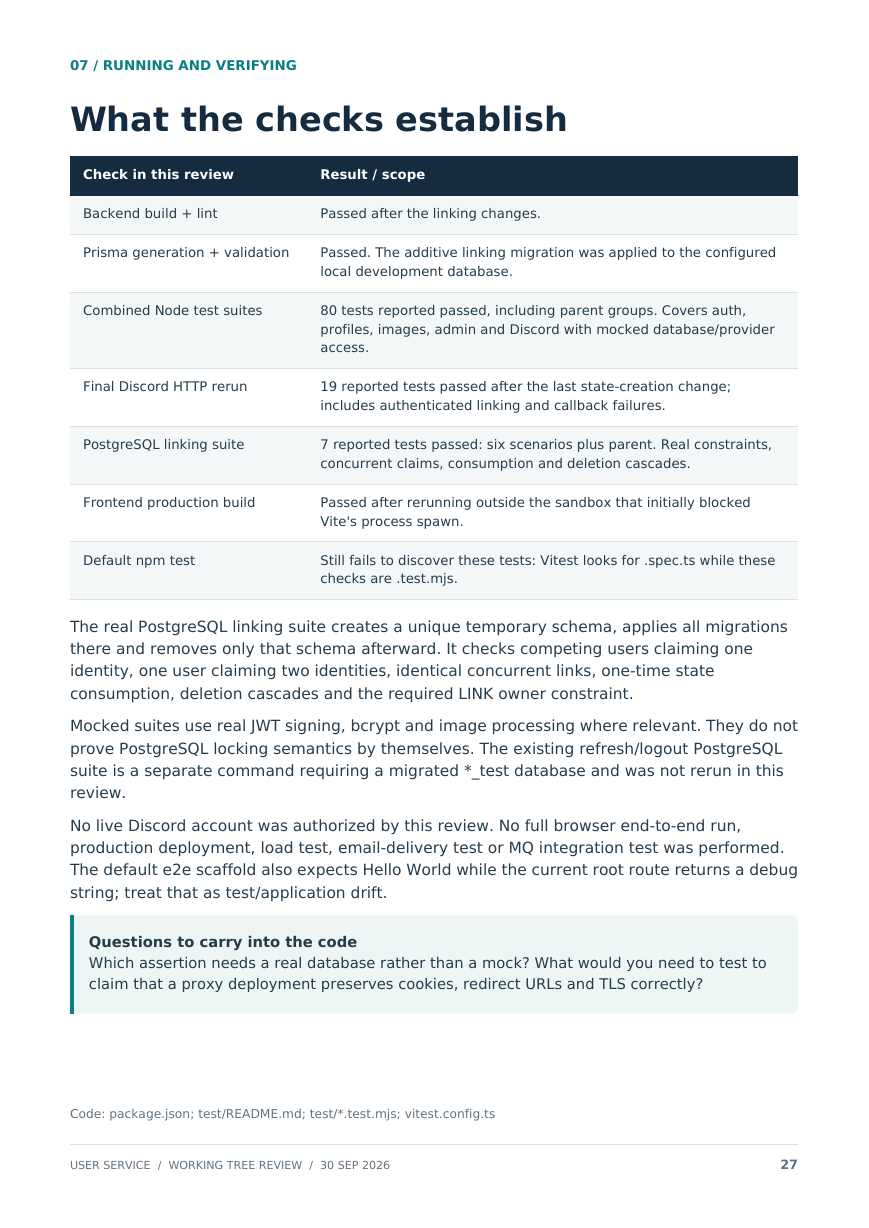 07 / RUNNING AND VERIFYING
What the checks establish
Check in this review
Result / scope
Backend build + lint
Passed after the linking changes.
Prisma generation + validation
Passed. The additive linking migration was applied to the configured
local development database.
Combined Node test suites
80 tests reported passed, including parent groups. Covers auth,
profiles, images, admin and Discord with mocked database/provider
access.
Final Discord HTTP rerun
19 reported tests passed after the last state-creation change;
includes authenticated linking and callback failures.
PostgreSQL linking suite
7 reported tests passed: six scenarios plus parent. Real constraints,
concurrent claims, consumption and deletion cascades.
Frontend production build
Passed after rerunning outside the sandbox that initially blocked
Vite's process spawn.
Default npm test
Still fails to discover these tests: Vitest looks for .spec.ts while these
checks are .test.mjs.
The real PostgreSQL linking suite creates a unique temporary schema, applies all migrations
there and removes only that schema afterward. It checks competing users claiming one
identity, one user claiming two identities, identical concurrent links, one-time state
consumption, deletion cascades and the required LINK owner constraint.
Mocked suites use real JWT signing, bcrypt and image processing where relevant. They do not
prove PostgreSQL locking semantics by themselves. The existing refresh/logout PostgreSQL
suite is a separate command requiring a migrated *_test database and was not rerun in this
review.
No live Discord account was authorized by this review. No full browser end-to-end run,
production deployment, load test, email-delivery test or MQ integration test was performed.
The default e2e scaffold also expects Hello World while the current root route returns a debug
string; treat that as test/application drift.
Questions to carry into the code
Which assertion needs a real database rather than a mock? What would you need to test to
claim that a proxy deployment preserves cookies, redirect URLs and TLS correctly?
Code: package.json; test/README.md; test/*.test.mjs; vitest.config.ts
USER SERVICE / WORKING TREE REVIEW / 30 SEP 2026
27